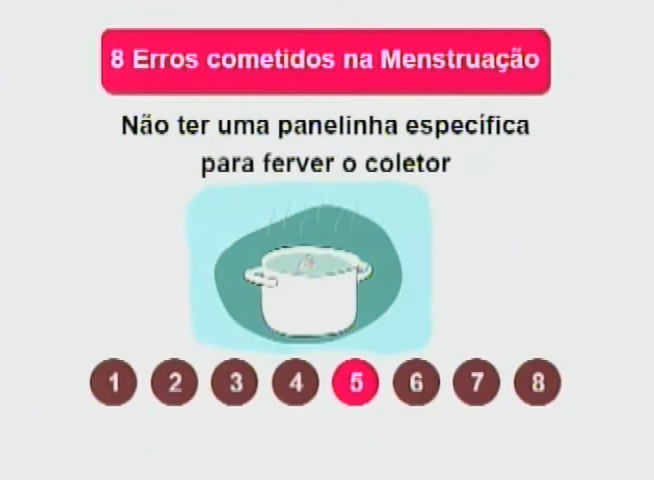 8 Erros cometidos na Menstruação
Não ter uma panelinha específica
para ferver o coletor
1 2 3 4 5 6 7 8